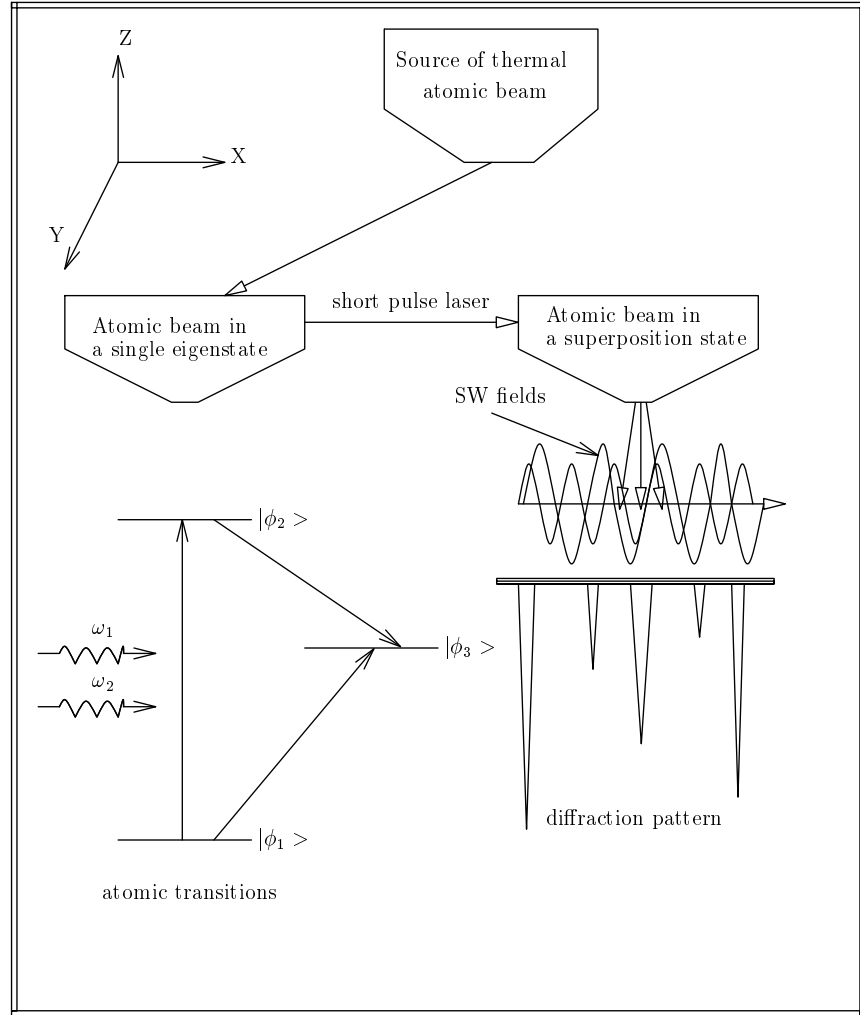 Z
X
Y
Source of thermal
atomic beam
short pulse laser
Atomic beam in
a single eigenstate
Atomic beam in
a superposition state
SW fields
|ϕ₂ >
ω₁
|ϕ₃ >
ω₂
|ϕ₁ >
diffraction pattern
atomic transitions